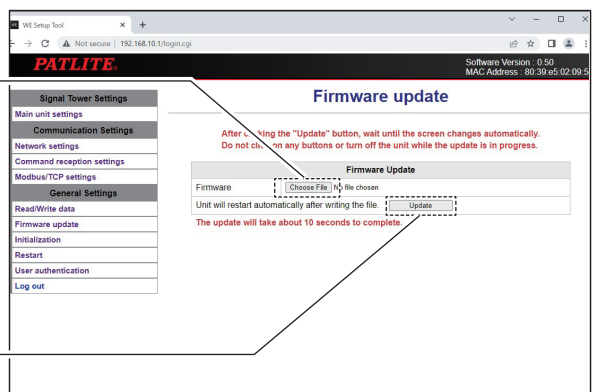 WE Setup Tool
Not secure | 192.168.10.1/login.cgi
PATLITE
Software Version : 0.50
MAC Address : 80:39:e5:02:09:5
Signal Tower Settings
Main unit settings
Communication Settings
Network settings
Command reception settings
Modbus/TCP settings
General Settings
Read/Write data
Firmware update
Initialization
Restart
User authentication
Log out
Firmware update
After clicking the "Update" button, wait until the screen changes automatically.
Do not click on any buttons or turn off the unit while the update is in progress.
Firmware Update
Firmware Choose File No file chosen
Unit will restart automatically after writing the file. Update
The update will take about 10 seconds to complete.